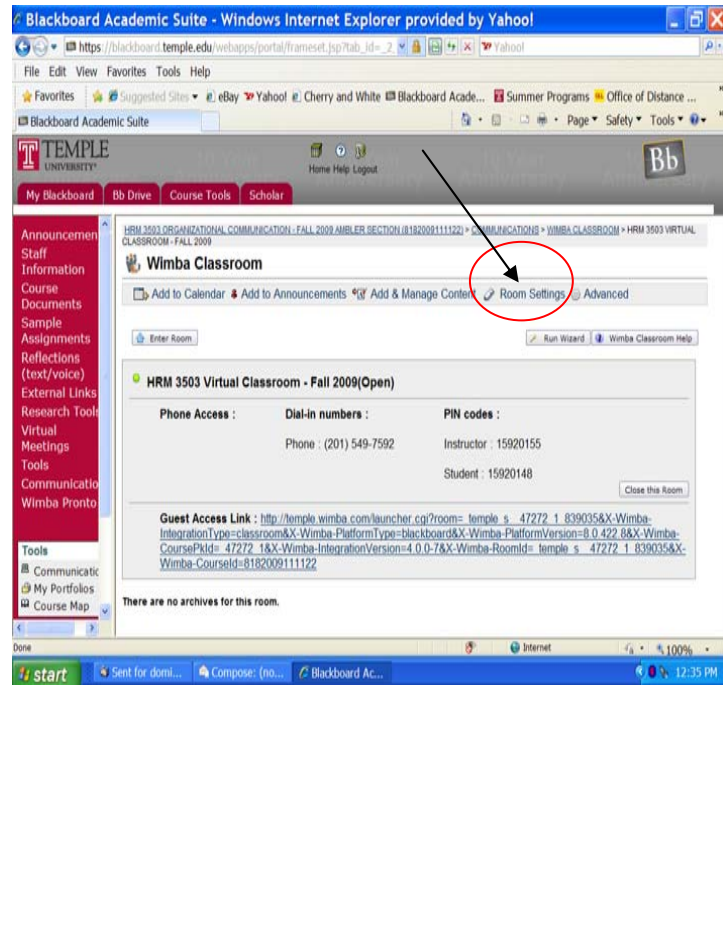 Blackboard Academic Suite - Windows Internet Explorer provided by Yahoo!
https://blackboard.temple.edu/webapps/portal/frameset.jsp?tab_id=_2 Yahoo!
File Edit View Favorites Tools Help
Favorites Suggested Sites eBay Yahoo! Cherry and White Blackboard Acade... Summer Programs Office of Distance ...
Blackboard Academic Suite Page Safety Tools
TEMPLE
UNIVERSITY®
Home Help Logout
Bb
My Blackboard Bb Drive Course Tools Scholar
Announcemen
Staff
Information
Course
Documents
Sample
Assignments
Reflections
(text/voice)
External Links
Research Tools
Virtual
Meetings
Tools
Communicatio
Wimba Pronto
Tools
Communicatic
My Portfolios
Course Map
HRM 3503 ORGANIZATIONAL COMMUNICATION - FALL 2009 AMBLER SECTION (8182009111122) > COMMUNICATIONS > WIMBA CLASSROOM > HRM 3503 VIRTUAL
CLASSROOM - FALL 2009
Wimba Classroom
Add to Calendar Add to Announcements Add & Manage Content Room Settings Advanced
Enter Room Run Wizard Wimba Classroom Help
HRM 3503 Virtual Classroom - Fall 2009(Open)
Phone Access : Dial-in numbers : PIN codes :
Phone : (201) 549-7592 Instructor : 15920155
Student : 15920148
Close this Room
Guest Access Link : http://temple.wimba.com/launcher.cgi?room=_temple_s__47272_1_839035&X-Wimba-
IntegrationType=classroom&X-Wimba-PlatformType=blackboard&X-Wimba-PlatformVersion=8.0.422.8&X-Wimba-
CoursePkId=_47272_1&X-Wimba-IntegrationVersion=4.0.0-7&X-Wimba-RoomId=_temple_s__47272_1_839035&X-
Wimba-CourseId=8182009111122
There are no archives for this room.
Done Internet 100%
start Sent for domi... Compose: (no... Blackboard Ac... 12:35 PM